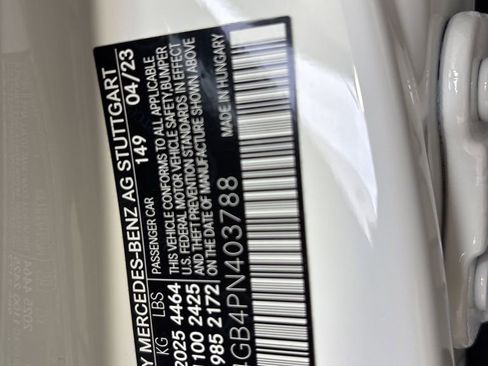 Y MERCEDES-BENZ AG STUTTGART
149 04/23
KG LBS PASSENGER CAR
2025 4464
1100 2425
985 2172
THIS VEHICLE CONFORMS TO ALL APPLICABLE
U.S. FEDERAL MOTOR VEHICLE SAFETY, BUMPER
AND THEFT PREVENTION STANDARDS IN EFFECT
ON THE DATE OF MANUFACTURE SHOWN ABOVE
MADE IN HUNGARY
GB4PN403788